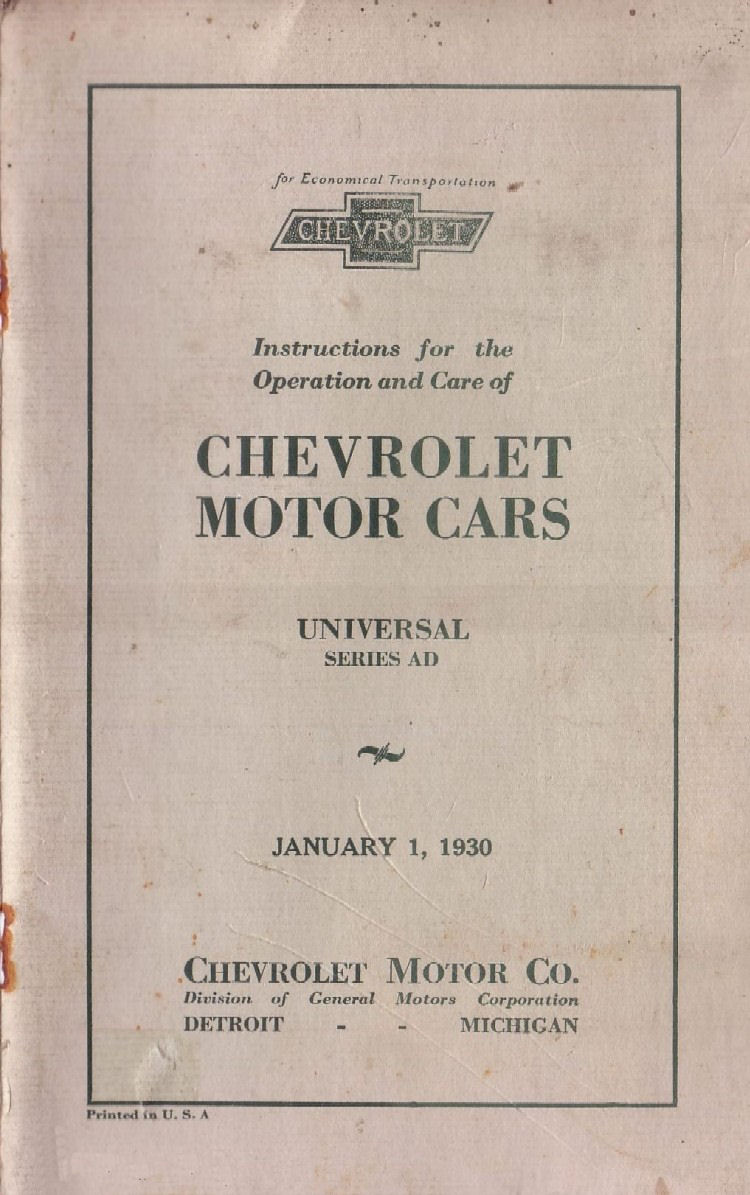 for Economical Transportation
CHEVROLET
Instructions for the
Operation and Care of
CHEVROLET
MOTOR CARS
UNIVERSAL
SERIES AD
JANUARY 1, 1930
CHEVROLET MOTOR CO.
Division of General Motors Corporation
DETROIT - - MICHIGAN
Printed in U. S. A